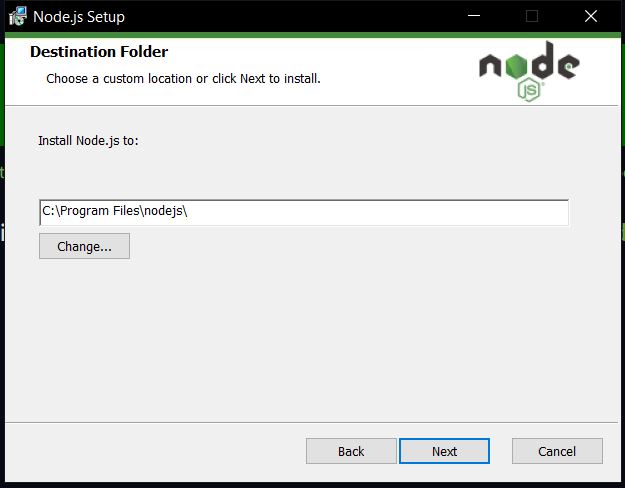 Node.js Setup
Destination Folder
Choose a custom location or click Next to install.
node
JS
Install Node.js to:
C:\Program Files\nodejs\
Change...
Back
Next
Cancel